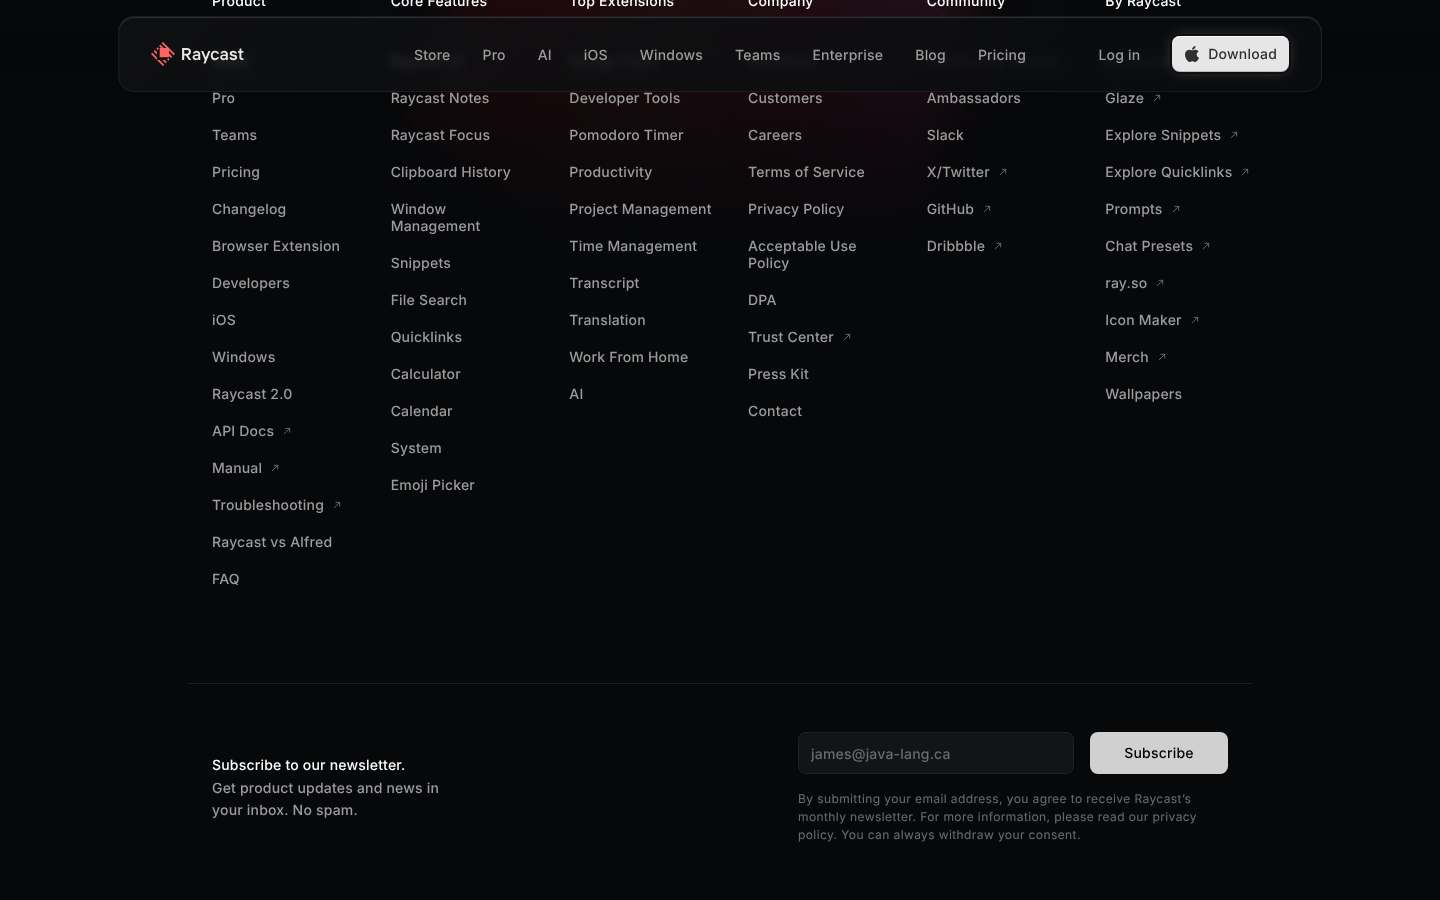 Product
Core Features
Top Extensions
Company
Community
By Raycast
Raycast
Store
Pro
AI
iOS
Windows
Teams
Enterprise
Blog
Pricing
Log in
Download
Pro
Teams
Pricing
Changelog
Browser Extension
Developers
iOS
Windows
Raycast 2.0
API Docs
Manual
Troubleshooting
Raycast vs Alfred
FAQ
Raycast Notes
Raycast Focus
Clipboard History
Window
Management
Snippets
File Search
Quicklinks
Calculator
Calendar
System
Emoji Picker
Developer Tools
Pomodoro Timer
Productivity
Project Management
Time Management
Transcript
Translation
Work From Home
AI
Customers
Careers
Terms of Service
Privacy Policy
Acceptable Use
Policy
DPA
Trust Center
Press Kit
Contact
Ambassadors
Slack
X/Twitter
GitHub
Dribbble
Glaze
Explore Snippets
Explore Quicklinks
Prompts
Chat Presets
ray.so
Icon Maker
Merch
Wallpapers
Subscribe to our newsletter.
Get product updates and news in
your inbox. No spam.
james@java-lang.ca
Subscribe
By submitting your email address, you agree to receive Raycast's
monthly newsletter. For more information, please read our privacy
policy. You can always withdraw your consent.